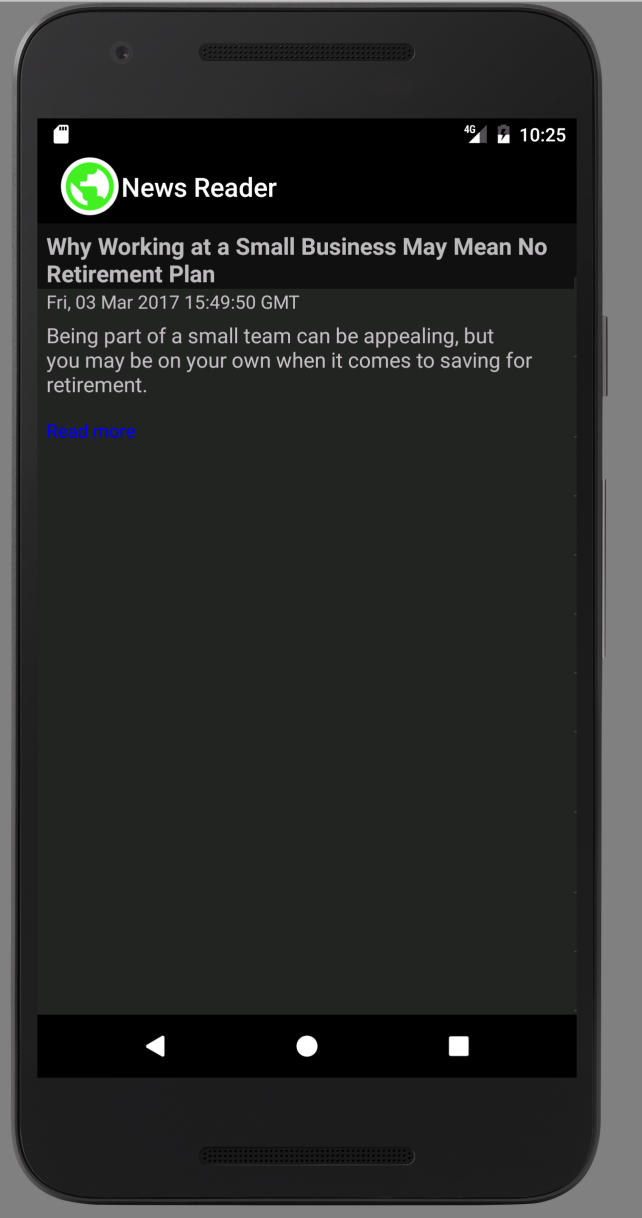 4G 10:25
News Reader
Why Working at a Small Business May Mean No
Retirement Plan
Fri, 03 Mar 2017 15:49:50 GMT
Being part of a small team can be appealing, but
you may be on your own when it comes to saving for
retirement.
Read more